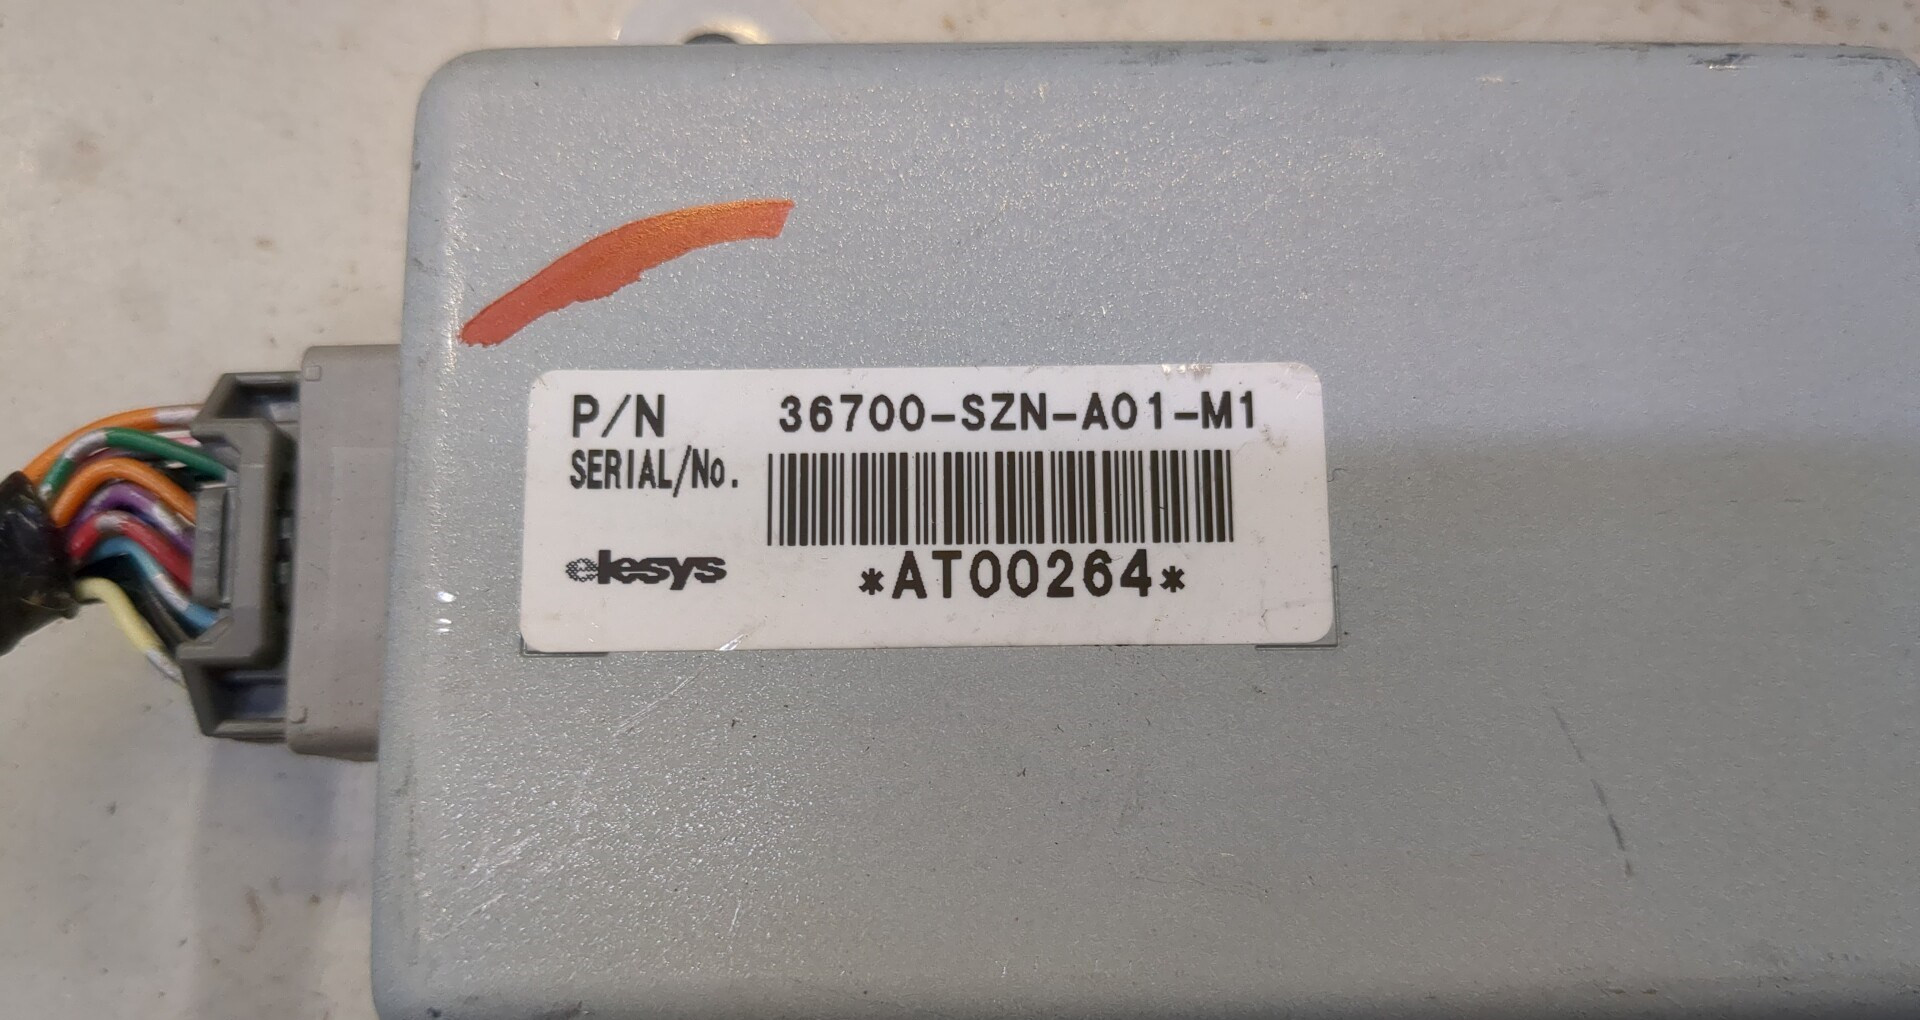 P/N 36700-SZN-A01-M1
SERIAL/No.
elesys
*AT00264*